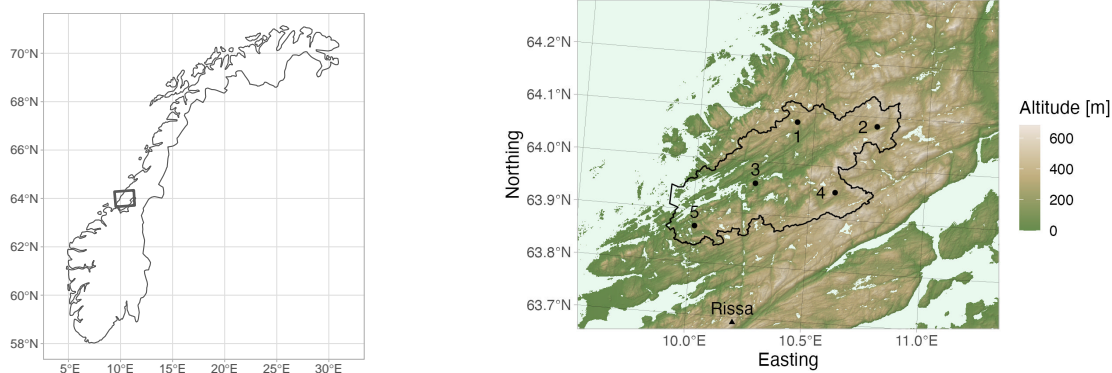 70°N
68°N
66°N
64°N
62°N
60°N
58°N
5°E 10°E 15°E 20°E 25°E 30°E
Northing
64.2°N
64.1°N
64.0°N
63.9°N
63.8°N
63.7°N
1
2
3
4
5
Rissa
10.0°E 10.5°E 11.0°E
Easting
Altitude [m]
600
400
200
0